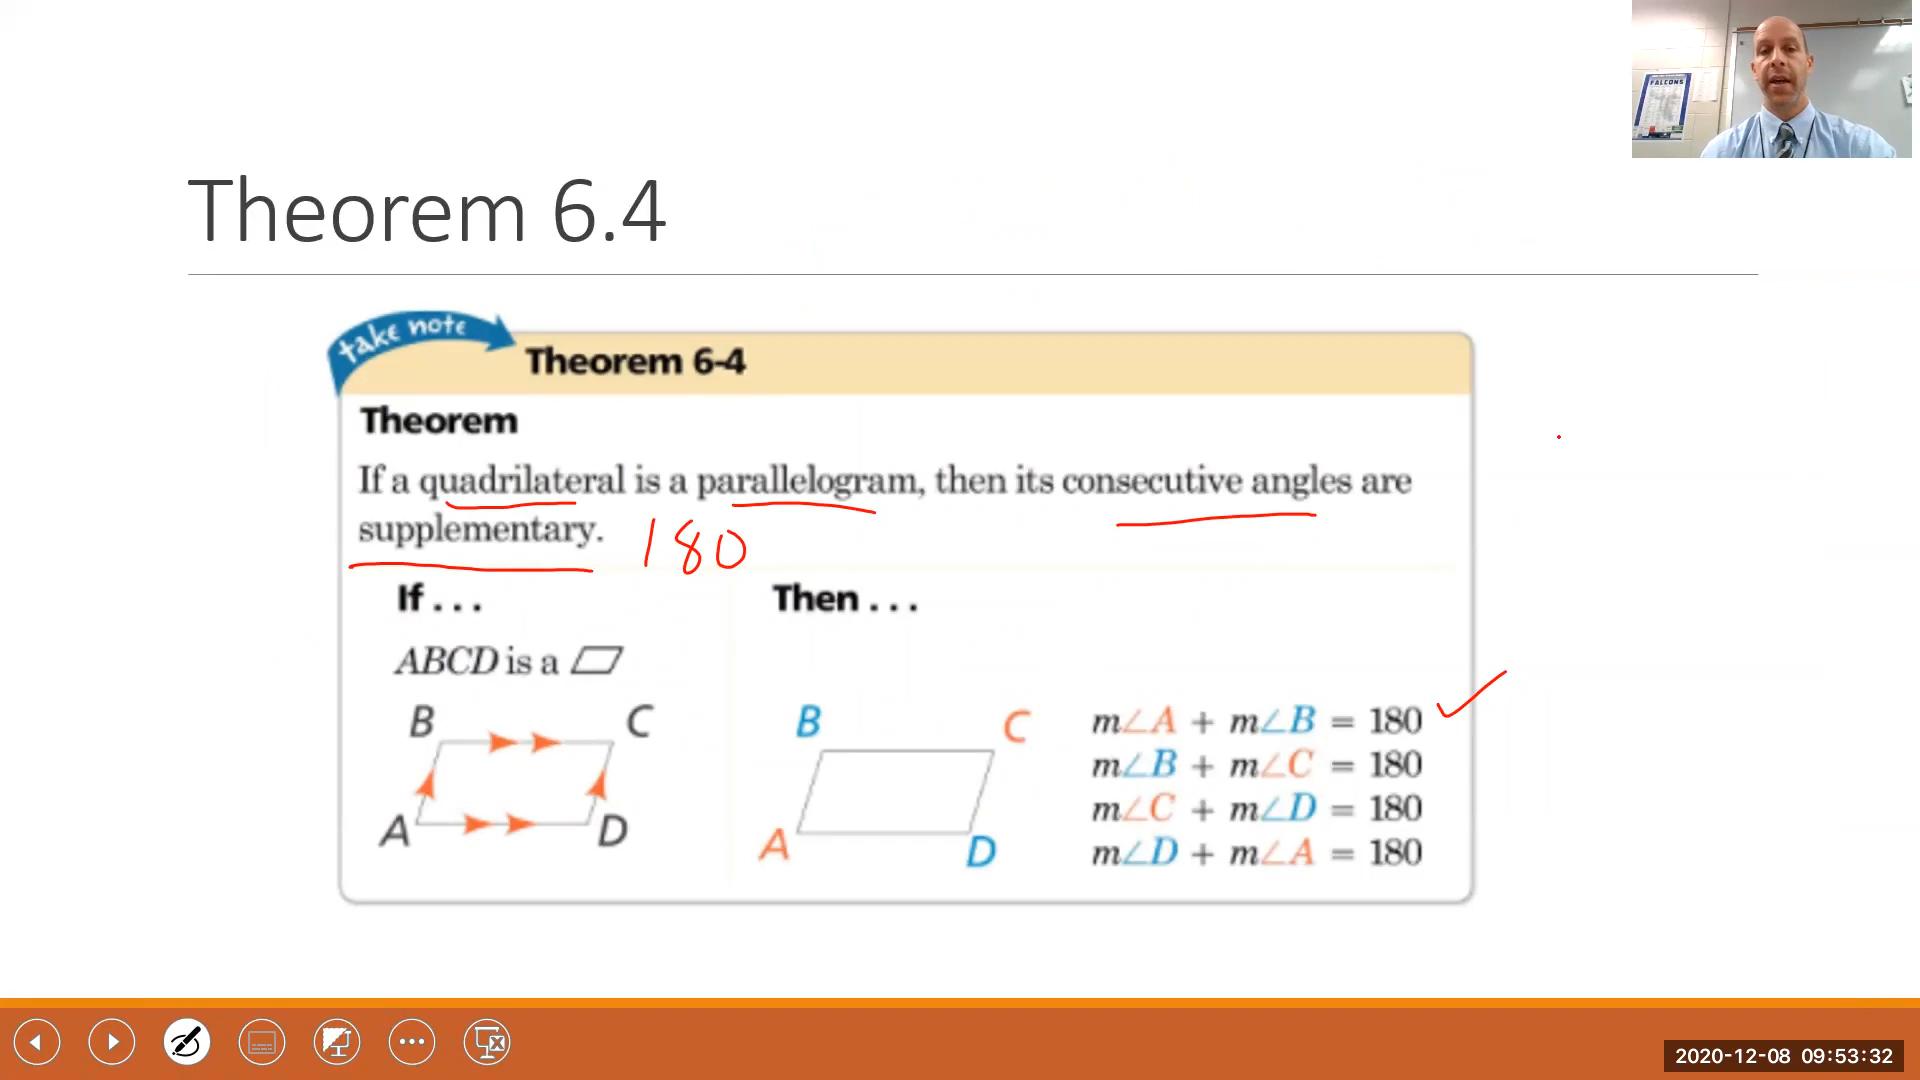 FALCONS
Theorem 6.4
take note
Theorem 6-4
Theorem
If a quadrilateral is a parallelogram, then its consecutive angles are
supplementary. 180
If . . .
Then . . .
ABCD is a ▱
B C
A D
B C
A D
m∠A + m∠B = 180 ✓
m∠B + m∠C = 180
m∠C + m∠D = 180
m∠D + m∠A = 180
2020-12-08 09:53:32